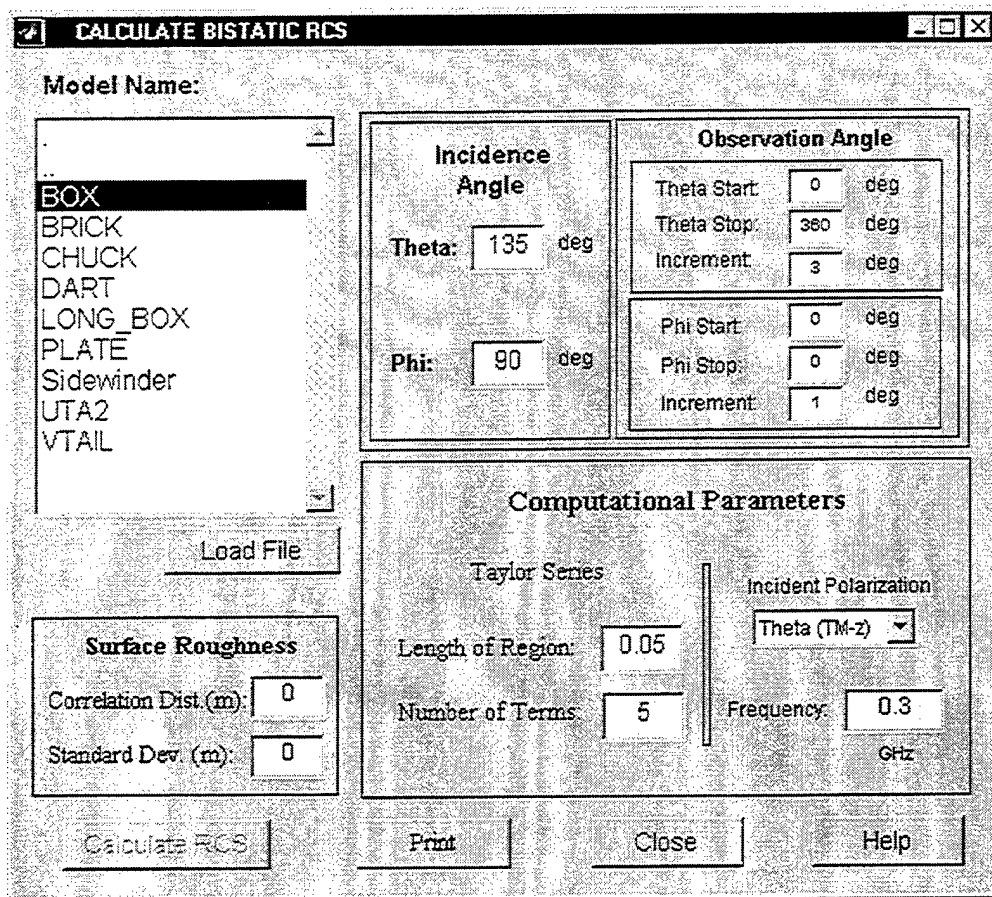 CALCULATE BISTATIC RCS
Model Name:
.
..
BOX
BRICK
CHUCK
DART
LONG_BOX
PLATE
Sidewinder
UTA2
VTAIL
Load File
Surface Roughness
Correlation Dist.(m): 0
Standard Dev. (m): 0
Incidence
Angle
Theta: 135 deg
Phi: 90 deg
Observation Angle
Theta Start: 0 deg
Theta Stop: 360 deg
Increment: 3 deg
Phi Start: 0 deg
Phi Stop: 0 deg
Increment: 1 deg
Computational Parameters
Taylor Series
Length of Region: 0.05
Number of Terms: 5
Incident Polarization
Theta (TM-z)
Frequency: 0.3
GHz
Calculate RCS
Print
Close
Help